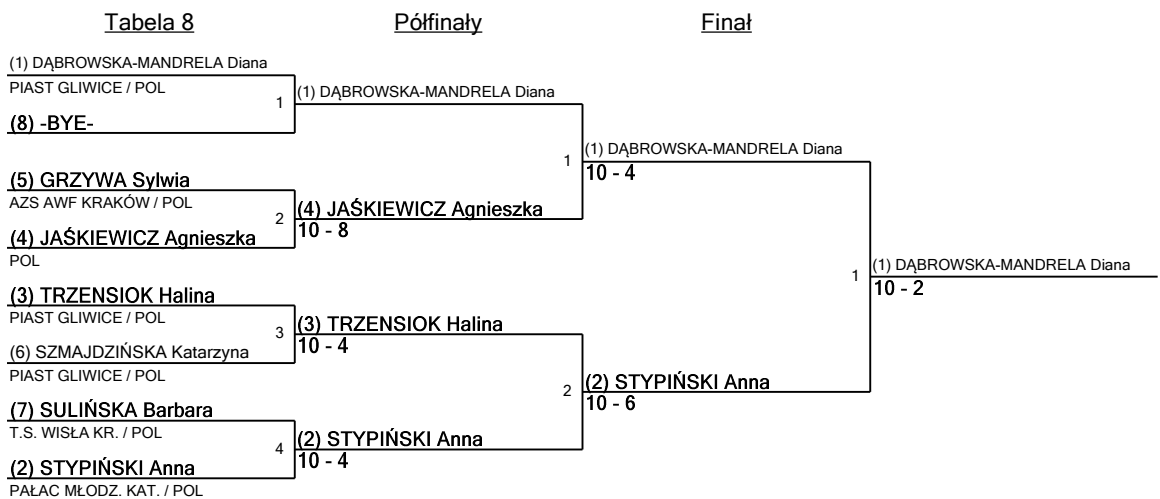 Tabela 8 Półfinały Finał
(1) DĄBROWSKA-MANDRELA Diana
PIAST GLIWICE / POL
1
(8) -BYE-
(5) GRZYWA Sylwia
AZS AWF KRAKÓW / POL
2
(4) JAŚKIEWICZ Agnieszka
POL
(3) TRZENSIOK Halina
PIAST GLIWICE / POL
3
(6) SZMAJDZIŃSKA Katarzyna
PIAST GLIWICE / POL
(7) SULIŃSKA Barbara
T.S. WISŁA KR. / POL
4
(2) STYPIŃSKI Anna
PAŁAC MŁODZ. KAT. / POL
(1) DĄBROWSKA-MANDRELA Diana
1
(4) JAŚKIEWICZ Agnieszka
10 - 8
(3) TRZENSIOK Halina
10 - 4
2
(2) STYPIŃSKI Anna
10 - 4
(1) DĄBROWSKA-MANDRELA Diana
10 - 4
1
(2) STYPIŃSKI Anna
10 - 6
(1) DĄBROWSKA-MANDRELA Diana
10 - 2